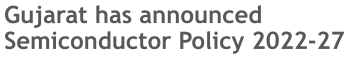 Gujarat has announced
Semiconductor Policy 2022-27